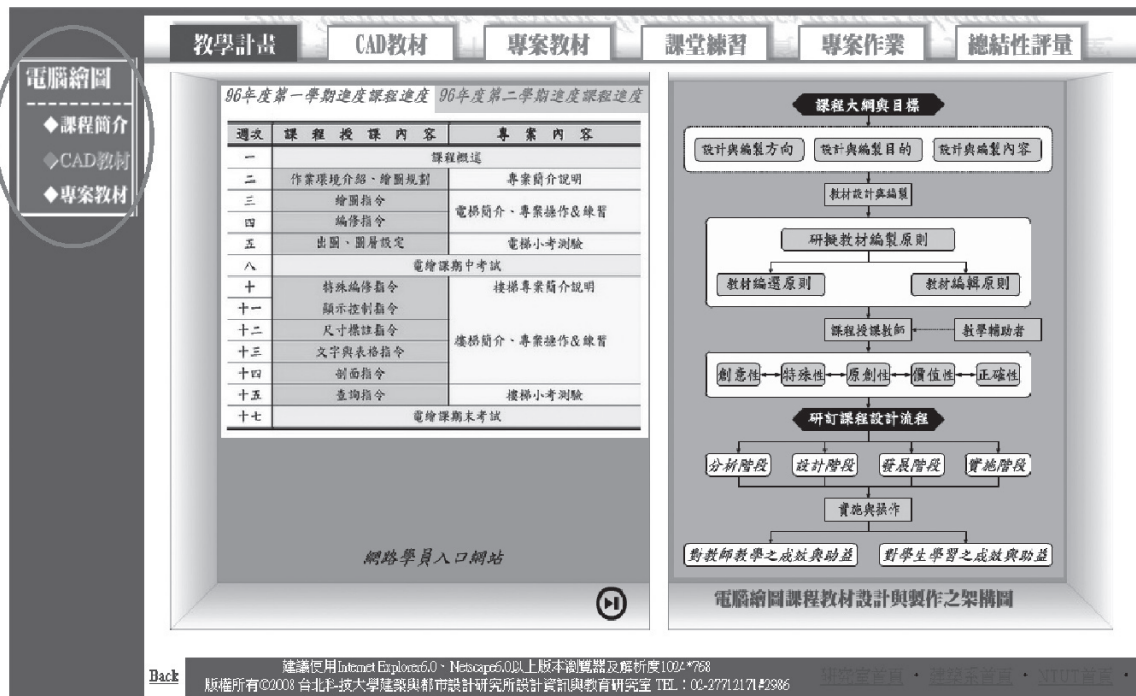 教學計畫 CAD教材 專案教材 課堂練習 專案作業 總結性評量
電腦繪圖
◆課程簡介
◆CAD教材
◆專案教材
96年度第一學期進度課程進度 96年度第二學期進度課程進度
週次 課程授課內容 專案內容
一 課程概述
二 作業環境介紹、繪圖規劃 專案簡介說明
三 繪圖指令 電梯簡介、專案操作&練習
四 編修指令
五 出圖、圖層設定 電梯小考測驗
八 電繪課期中考試
十 特殊編修指令 樓梯專案簡介說明
十一 顯示控制指令
十二 尺寸標註指令 樓梯簡介、專案操作&練習
十三 文字與表格指令
十四 剖面指令
十五 查詢指令 樓梯小考測驗
十七 電繪課期末考試
網路學員入口網站
課程大綱與目標
設計與編製方向 設計與編製目的 設計與編製內容
教材設計與編製
研擬教材編製原則
教材編選原則 教材編輯原則
課程授課教師 教學輔助者
創意性 特殊性 原創性 價值性 正確性
研訂課程設計流程
分析階段 設計階段 發展階段 實施階段
實施與操作
對教師教學之成效與助益 對學生學習之成效與助益
電腦繪圖課程教材設計與製作之架構圖
Back
建議使用Internet Explorer6.0、Netscape6.0以上版本瀏覽器及解析度1024*768
版權所有©2008 台北科技大學建築與都市設計研究所設計資訊與教育研究室 TEL：02-27712171#2986
研究室首頁・建築系首頁・NTUT首頁・